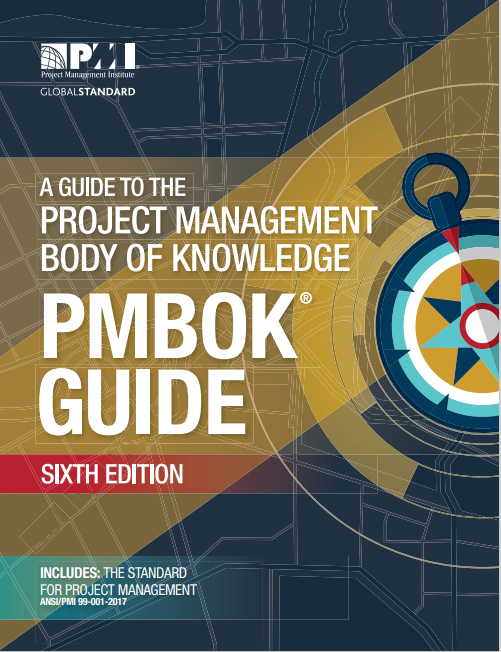 PMI
Project Management Institute
GLOBALSTANDARD
A GUIDE TO THE
PROJECT MANAGEMENT
BODY OF KNOWLEDGE
PMBOK®
GUIDE
SIXTH EDITION
INCLUDES: THE STANDARD
FOR PROJECT MANAGEMENT
ANSI/PMI 99-001-2017